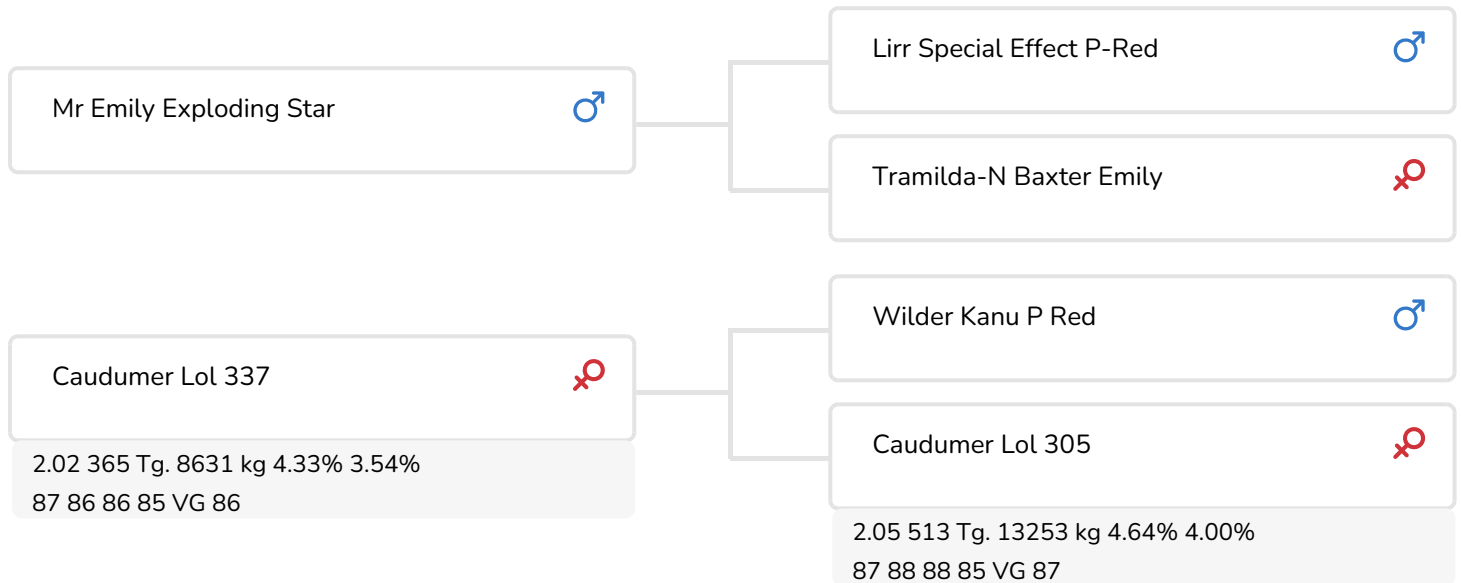 Lirr Special Effect P-Red
Mr Emily Exploding Star
Tramilda-N Baxter Emily
Wilder Kanu P Red
Caudumer Lol 337
2.02 365 Tg. 8631 kg 4.33% 3.54%
87 86 86 85 VG 86
Caudumer Lol 305
2.05 513 Tg. 13253 kg 4.64% 4.00%
87 88 88 85 VG 87